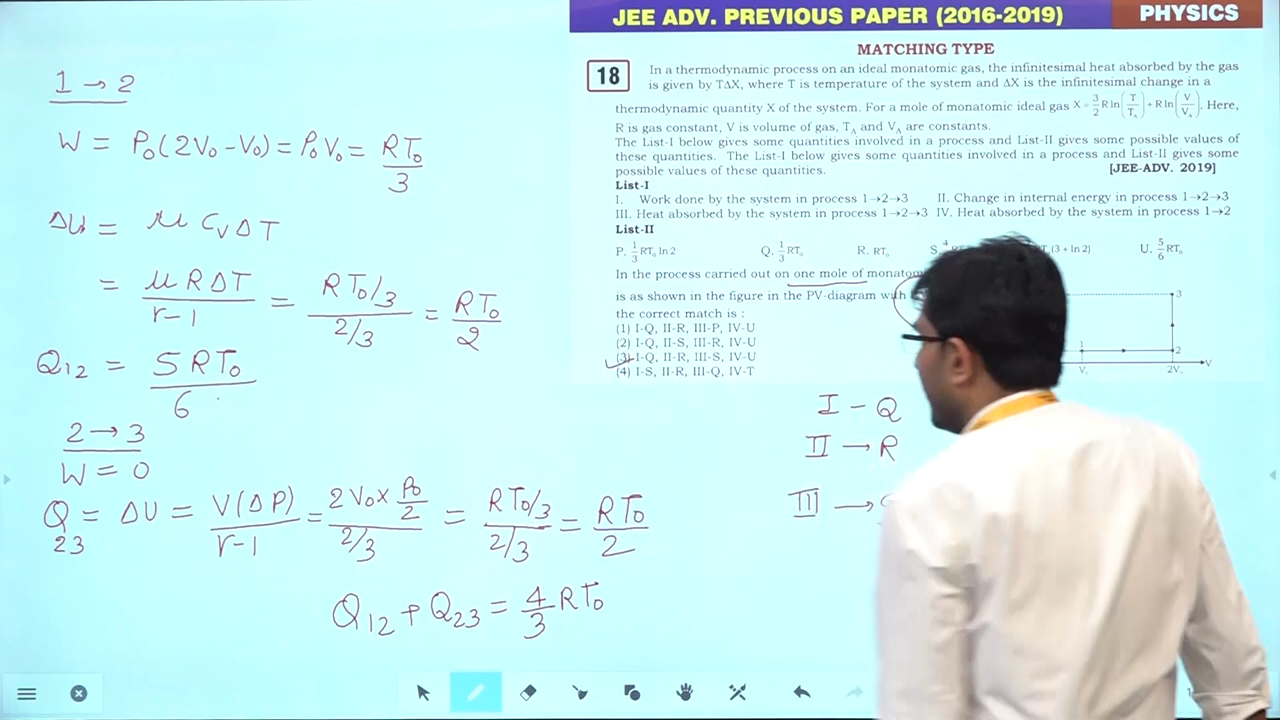 JEE ADV. PREVIOUS PAPER (2016-2019)
PHYSICS
MATCHING TYPE
18
In a thermodynamic process on an ideal monatomic gas, the infinitesimal heat absorbed by the gas
is given by TΔX, where T is temperature of the system and ΔX is the infinitesimal change in a
thermodynamic quantity X of the system. For a mole of monatomic ideal gas X = 3/2 R ln(T/T_A) + R ln(V/V_A). Here,
R is gas constant, V is volume of gas, T_A and V_A are constants.
The List-I below gives some quantities involved in a process and List-II gives some possible values of
these quantities. The List-I below gives some quantities involved in a process and List-II gives some
possible values of these quantities. [JEE-ADV. 2019]
List-I
I. Work done by the system in process 1→2→3 II. Change in internal energy in process 1→2→3
III. Heat absorbed by the system in process 1→2→3 IV. Heat absorbed by the system in process 1→2
List-II
P. 1/3 RT₀ ln2 Q. 1/3 RT₀ R. RT₀ S. 4 (3 + ln 2) U. 5/6 RT₀
In the process carried out on one mole of
is as shown in the figure in the PV-diagram with
the correct match is :
(1) I-Q, II-R, III-P, IV-U
(2) I-Q, II-S, III-R, IV-U
(3) I-Q, II-R, III-S, IV-U
(4) I-S, II-R, III-Q, IV-T
3
1
2
V₀
2V₀
V
1 → 2
W = P₀(2V₀ - V₀) = P₀V₀ = RT₀/3
ΔU = μ C_V ΔT
= μRΔT/(r-1) = (RT₀/3)/(2/3) = RT₀/2
Q₁₂ = 5RT₀/6
2 → 3
W = 0
Q₂₃ = ΔU = V(ΔP)/(r-1) = (2V₀ × P₀/2)/(2/3) = (RT₀/3)/(2/3) = RT₀/2
Q₁₂ + Q₂₃ = 4/3 RT₀
I - Q
II → R
III →